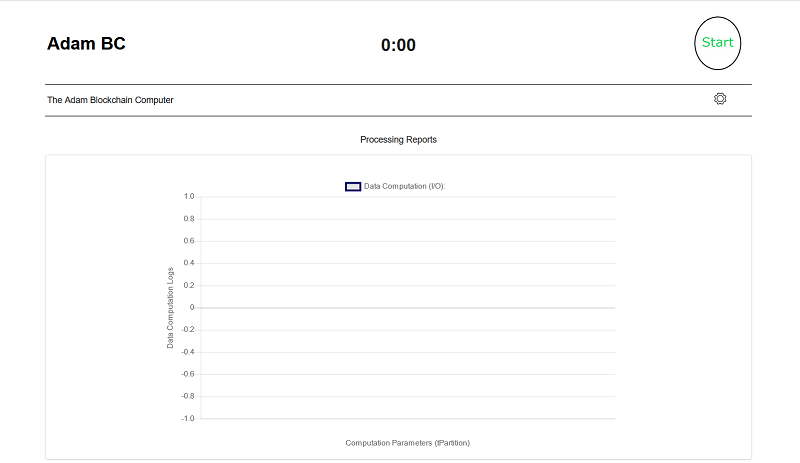 Adam BC
0:00
Start
The Adam Blockchain Computer
Processing Reports
Data Computation (I/O):
1.0
0.8
0.6
0.4
0.2
0
-0.2
-0.4
-0.6
-0.8
-1.0
Data Computation Logs
Computation Parameters (tPartition)